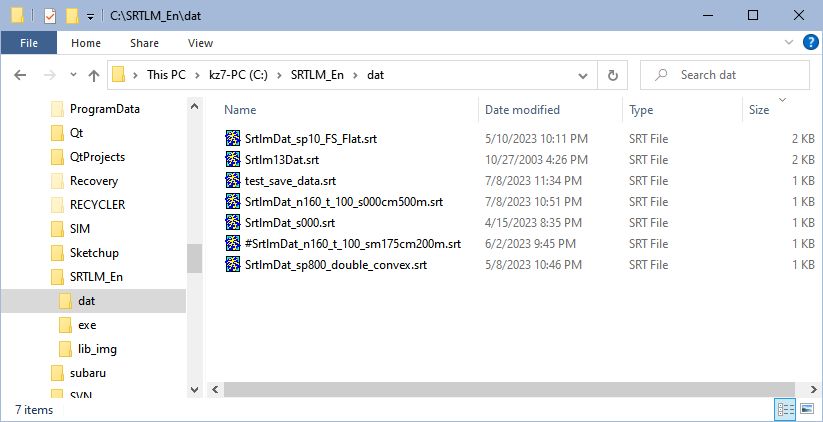 C:\SRTLM_En\dat
File Home Share View
This PC kz7-PC (C:) SRTLM_En dat Search dat
Name Date modified Type Size
ProgramData
Qt
QtProjects
Recovery
RECYCLER
SIM
Sketchup
SRTLM_En
dat
exe
lib_img
subaru
SVN
SrtlmDat_sp10_FS_Flat.srt 5/10/2023 10:11 PM SRT File 2 KB
Srtlm13Dat.srt 10/27/2003 4:26 PM SRT File 2 KB
test_save_data.srt 7/8/2023 11:34 PM SRT File 1 KB
SrtlmDat_n160_t_100_s000cm500m.srt 7/8/2023 10:51 PM SRT File 1 KB
SrtlmDat_s000.srt 4/15/2023 8:35 PM SRT File 1 KB
#SrtlmDat_n160_t_100_sm175cm200m.srt 6/2/2023 9:45 PM SRT File 1 KB
SrtlmDat_sp800_double_convex.srt 5/8/2023 10:46 PM SRT File 1 KB
7 items